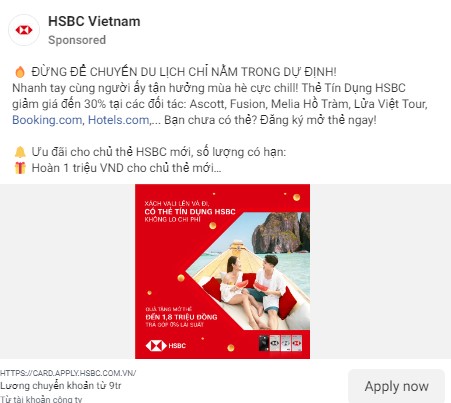 HSBC Vietnam
Sponsored
🔥 ĐỪNG ĐỂ CHUYẾN DU LỊCH CHỈ NẰM TRONG DỰ ĐỊNH!
Nhanh tay cùng người ấy tận hưởng mùa hè cực chill! Thẻ Tín Dụng HSBC
giảm giá đến 30% tại các đối tác: Ascott, Fusion, Melia Hồ Tràm, Lửa Việt Tour,
Booking.com, Hotels.com,... Bạn chưa có thẻ? Đăng ký mở thẻ ngay!
🔔 Ưu đãi cho chủ thẻ HSBC mới, số lượng có hạn:
🎁 Hoàn 1 triệu VND cho chủ thẻ mới...
XÁCH VALI LÊN VÀ ĐI,
CÓ THẺ TÍN DỤNG HSBC
KHÔNG LO CHI PHÍ
QUÀ TẶNG MỞ THẺ
ĐẾN 1,8 TRIỆU ĐỒNG
TRẢ GÓP 0% LÃI SUẤT
HSBC
HTTPS://CARD.APPLY.HSBC.COM.VN/
Lương chuyển khoản từ 9tr
Từ tài khoản công ty
Apply now